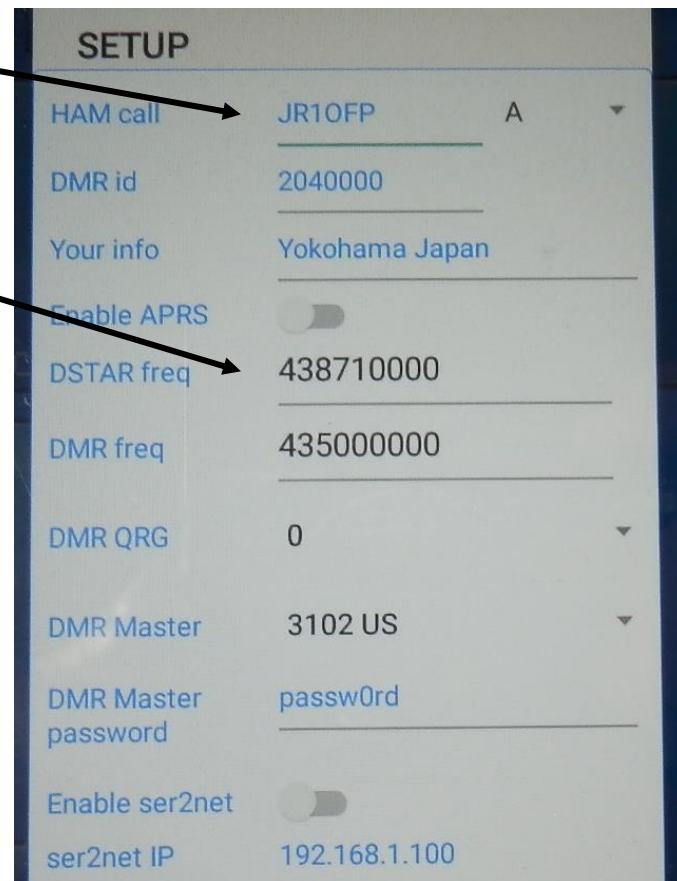 SETUP
HAM call JR1OFP A
DMR id 2040000
Your info Yokohama Japan
Enable APRS
DSTAR freq 438710000
DMR freq 435000000
DMR QRG 0
DMR Master 3102 US
DMR Master password passw0rd
Enable ser2net
ser2net IP 192.168.1.100